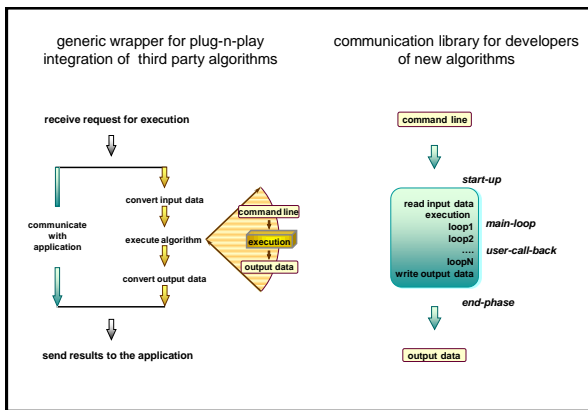 generic wrapper for plug-n-play
integration of third party algorithms
receive request for execution
convert input data
communicate
with
application
execute algorithm
convert output data
command line
execution
output data
send results to the application
communication library for developers
of new algorithms
command line
start-up
read input data
execution
loop1
loop2
....
loopN
write output data
main-loop
user-call-back
end-phase
output data